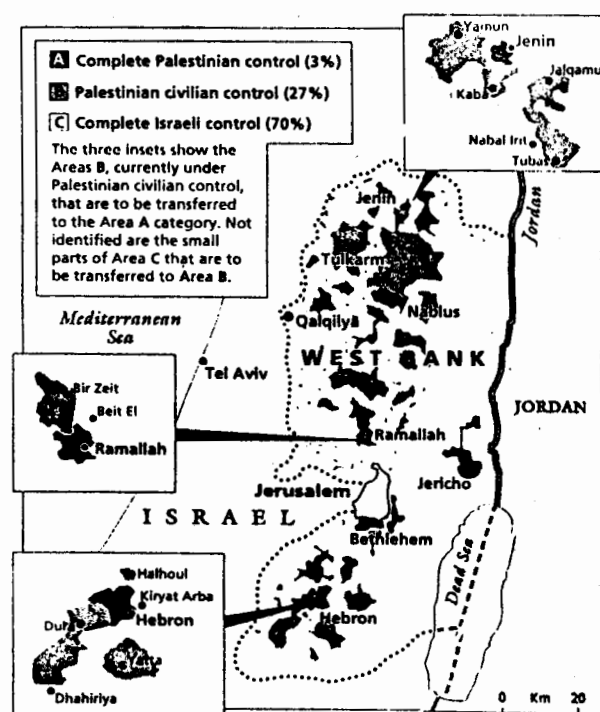 A Complete Palestinian control (3%)
Palestinian civilian control (27%)
C Complete Israeli control (70%)
The three insets show the
Areas B, currently under
Palestinian civilian control,
that are to be transferred
to the Area A category. Not
identified are the small
parts of Area C that are to
be transferred to Area B.
Yamun
Jenin
Jalqamu
Kaba
Nabal Irit
Tubas
Jenin
Jordan
Tulkarm
Mediterranean
Sea
Qalqilya
Nablus
Tel Aviv
WEST BANK
Bir Zeit
Beit El
Ramallah
JORDAN
Ramallah
Jericho
Jerusalem
ISRAEL
Bethlehem
Dead Sea
Halhoul
Kiryat Arba
Hebron
Dura
Yatta
Hebron
Dhahiriya
0 Km 20